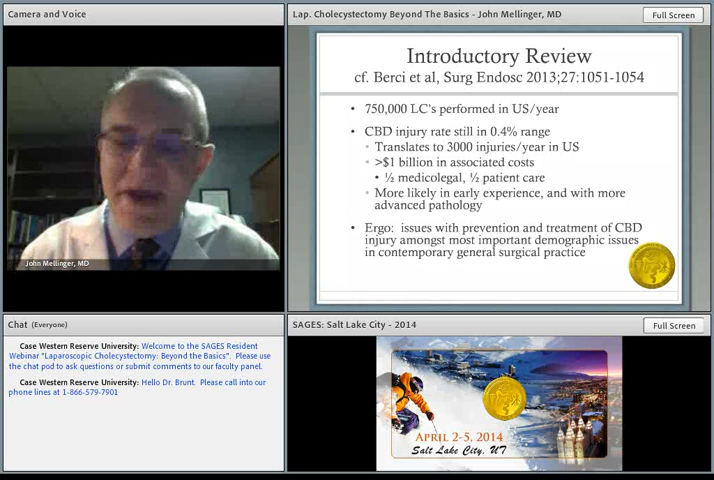 Camera and Voice
John Mellinger, MD
Lap. Cholecystectomy Beyond The Basics - John Mellinger, MD
Full Screen
Introductory Review
cf. Berci et al, Surg Endosc 2013;27:1051-1054
• 750,000 LC's performed in US/year
• CBD injury rate still in 0.4% range
Translates to 3000 injuries/year in US
>$1 billion in associated costs
• ½ medicolegal, ½ patient care
More likely in early experience, and with more
advanced pathology
• Ergo: issues with prevention and treatment of CBD
injury amongst most important demographic issues
in contemporary general surgical practice
Chat (Everyone)
Case Western Reserve University: Welcome to the SAGES Resident
Webinar "Laparoscopic Cholecystectomy: Beyond the Basics". Please use
the chat pod to ask questions or submit comments to our faculty panel.
Case Western Reserve University: Hello Dr. Brunt. Please call into our
phone lines at 1-866-579-7901
SAGES: Salt Lake City - 2014
Full Screen
APRIL 2-5, 2014
Salt Lake City, UT